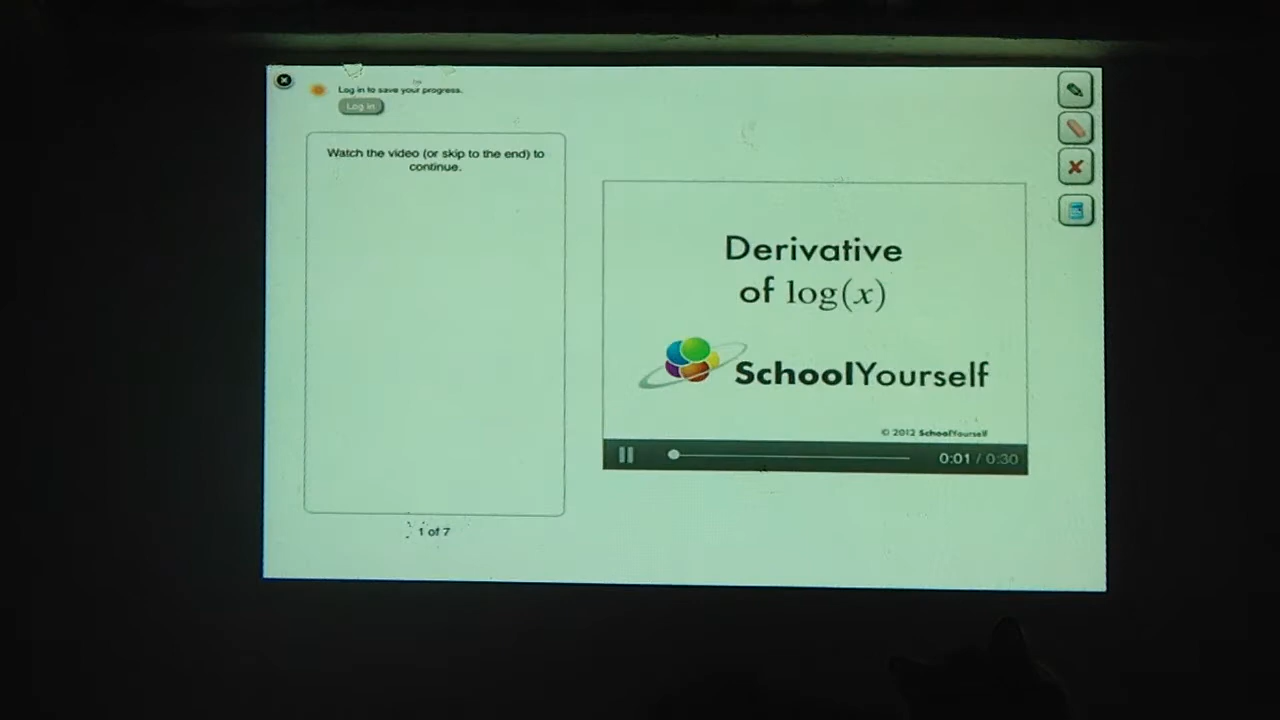 Log in to save your progress.
Log in
Watch the video (or skip to the end) to
continue.
1 of 7
Derivative
of log(x)
SchoolYourself
© 2012 SchoolYourself
0:01 / 0:30